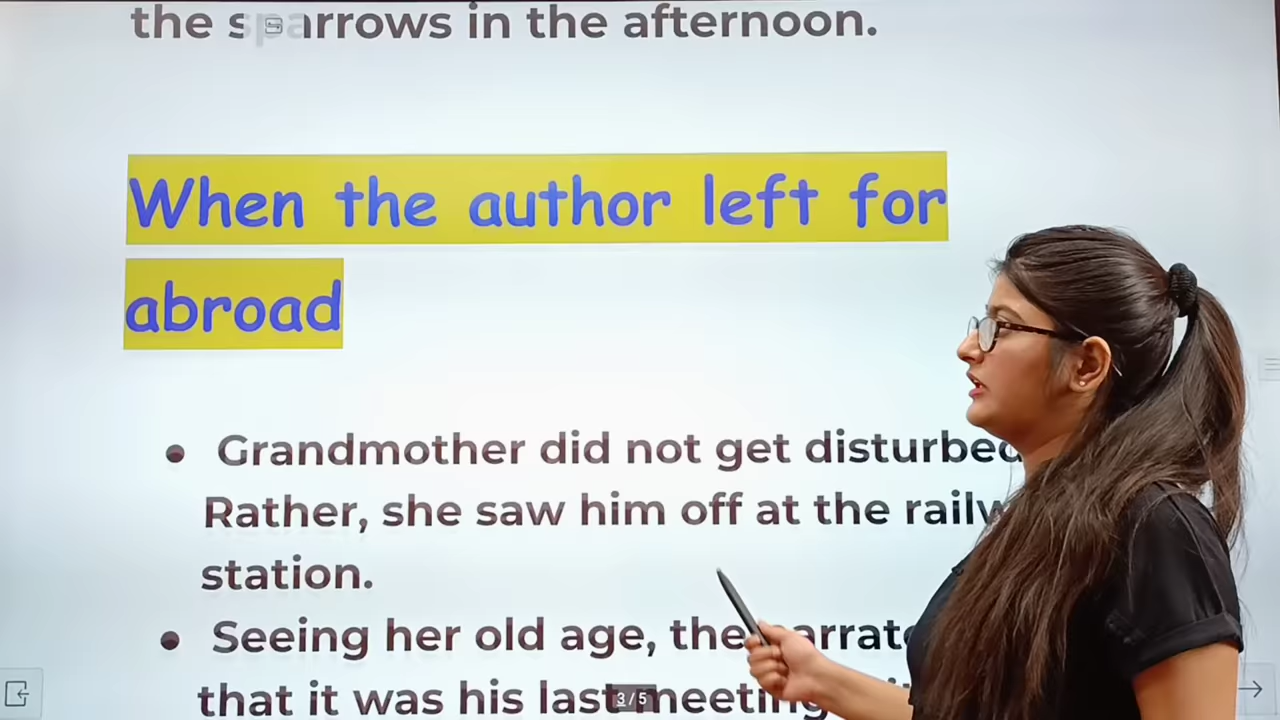 the sparrows in the afternoon.
When the author left for
abroad
• Grandmother did not get disturbed
Rather, she saw him off at the
station.
• Seeing her old age, the
that it was his last meeting
3/5